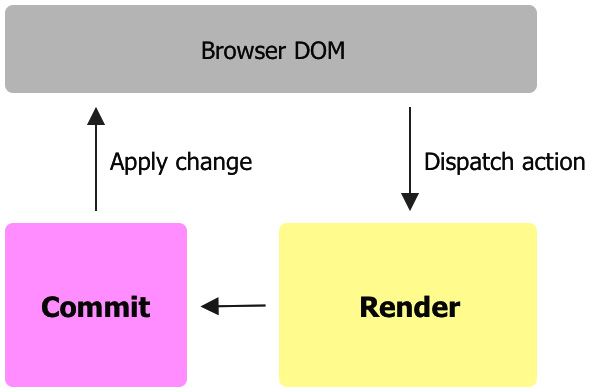 Browser DOM
Apply change
Dispatch action
Commit
Render